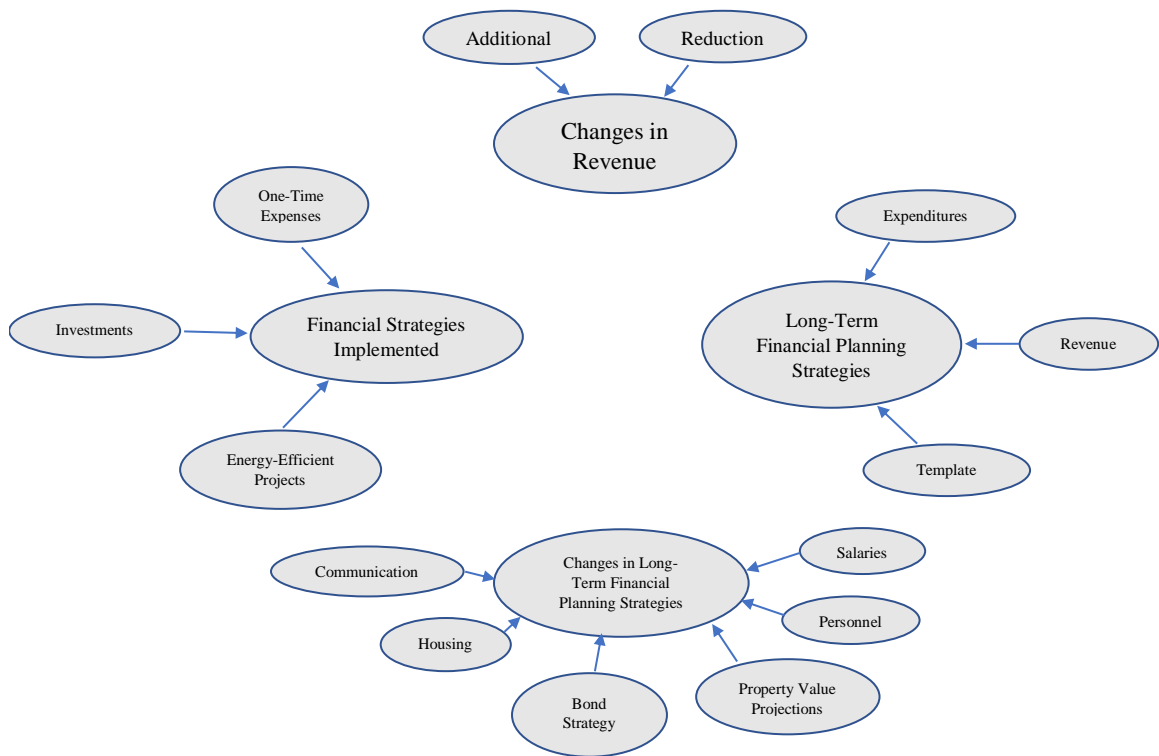 Additional
Reduction
Changes in
Revenue
One-Time
Expenses
Expenditures
Investments
Financial Strategies
Implemented
Long-Term
Financial Planning
Strategies
Revenue
Energy-Efficient
Projects
Template
Communication
Changes in Long-
Term Financial
Planning Strategies
Salaries
Housing
Personnel
Bond
Strategy
Property Value
Projections